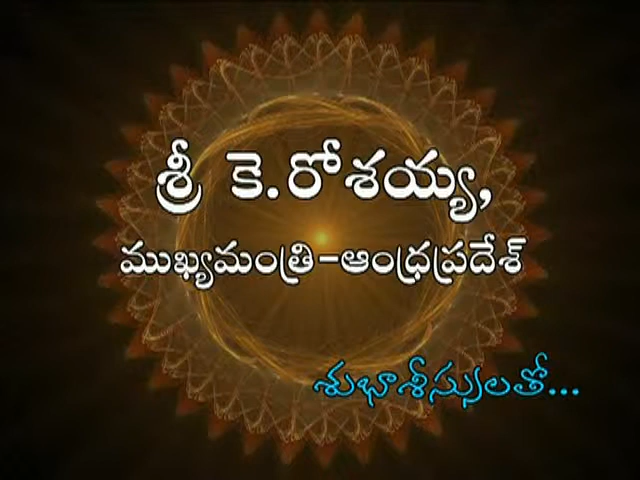 శ్రీ కె.రోశయ్య,
ముఖ్యమంత్రి-ఆంధ్రప్రదేశ్
శుభాశీస్సులతో...